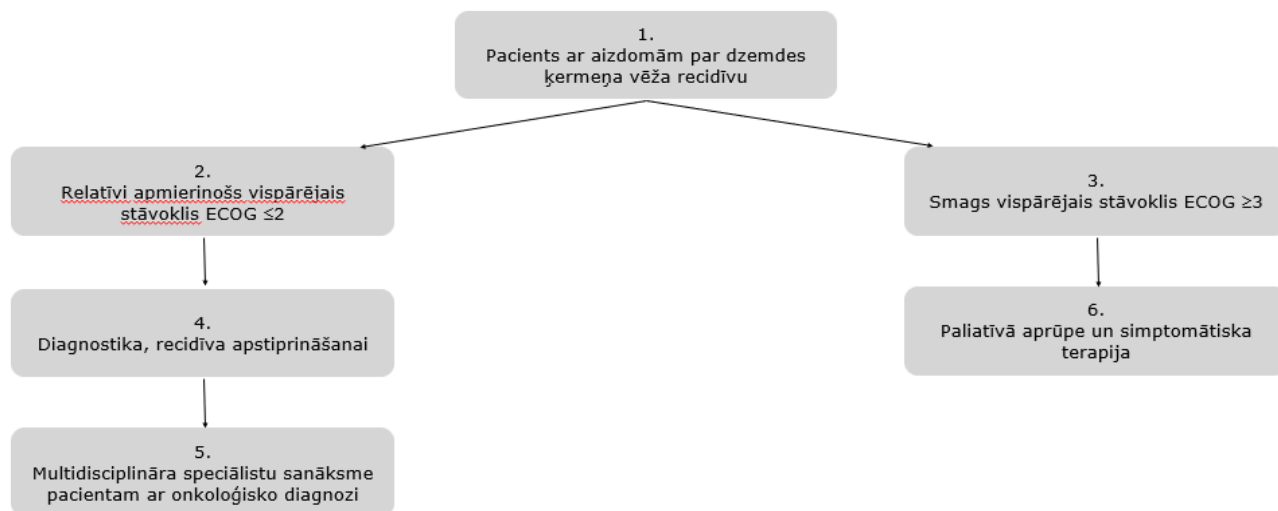 1.
Pacients ar aizdomām par dzemdes
ķermeņa vēža recidīvu
2.
Relatīvi apmierinošs vispārējais
stāvoklis ECOG ≤2
3.
Smags vispārējais stāvoklis ECOG ≥3
4.
Diagnostika, recidīva apstiprināšanai
6.
Paliatīvā aprūpe un simptomātiska
terapija
5.
Multidisciplināra speciālistu sanāksme
pacientam ar onkoloģisko diagnozi